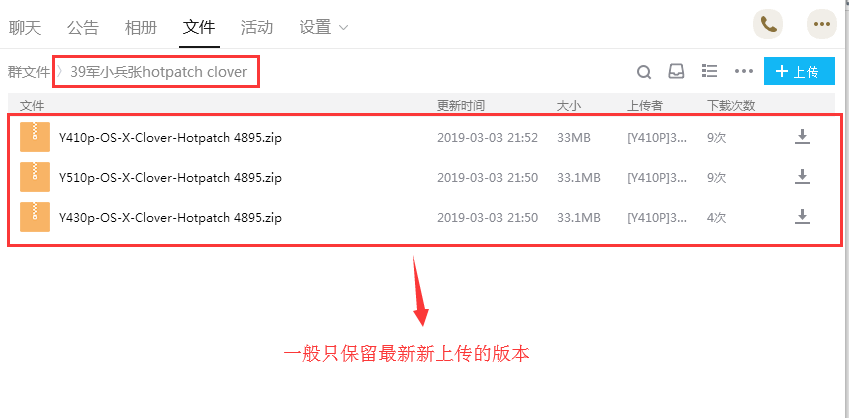 聊天 公告 相册 文件 活动 设置
群文件 〉39军小兵张hotpatch clover 上传
文件 更新时间 大小 上传者 下载次数
Y410p-OS-X-Clover-Hotpatch 4895.zip 2019-03-03 21:52 33MB [Y410P]3... 9次
Y510p-OS-X-Clover-Hotpatch 4895.zip 2019-03-03 21:50 33.1MB [Y410P]3... 9次
Y430p-OS-X-Clover-Hotpatch 4895.zip 2019-03-03 21:50 33.1MB [Y410P]3... 4次
一般只保留最新新上传的版本